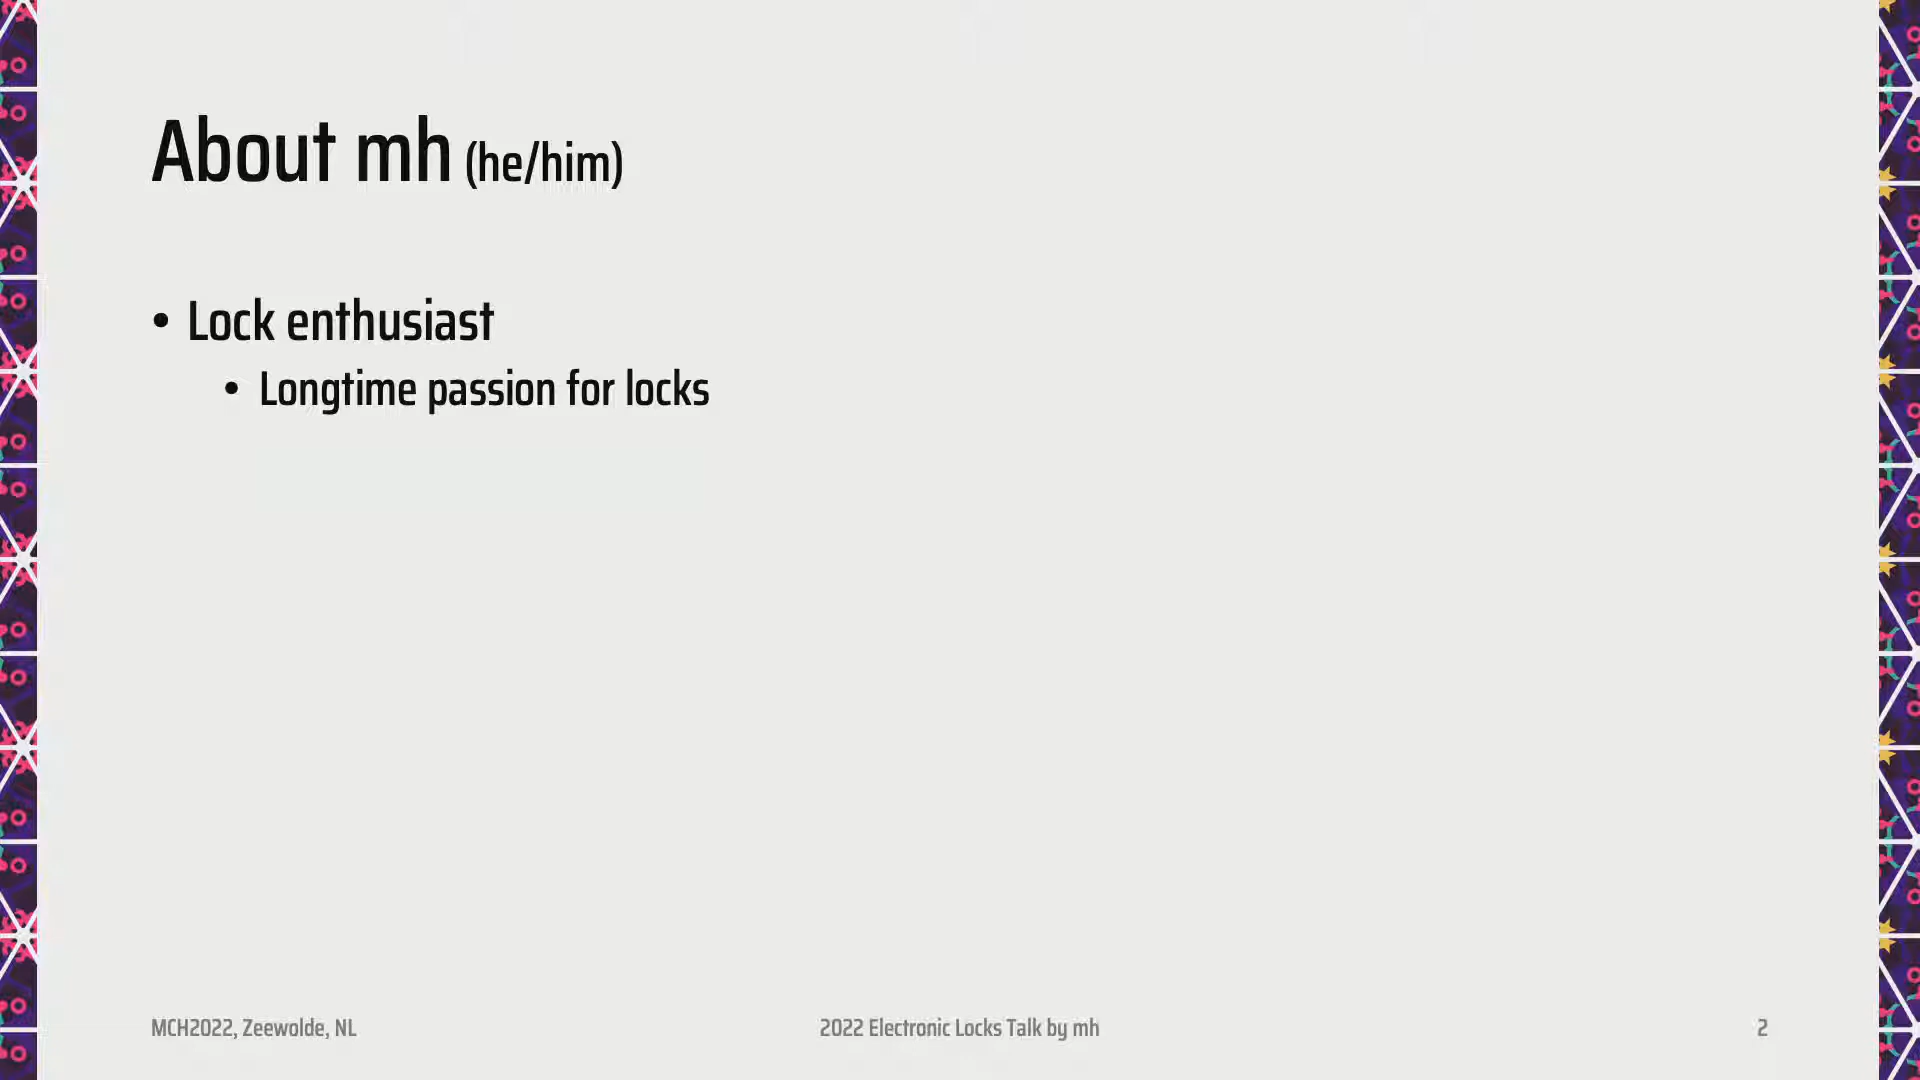 About mh (he/him)
• Lock enthusiast
• Longtime passion for locks
MCH2022, Zeewolde, NL
2022 Electronic Locks Talk by mh
2